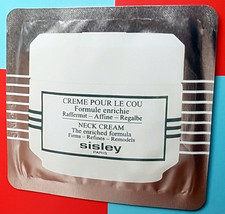 CREME POUR LE COU
Formule enrichie
Raffermit - Affine - Regalbe
NECK CREAM
The enriched formula
Firms - Refines - Remodels
sisley
PARIS